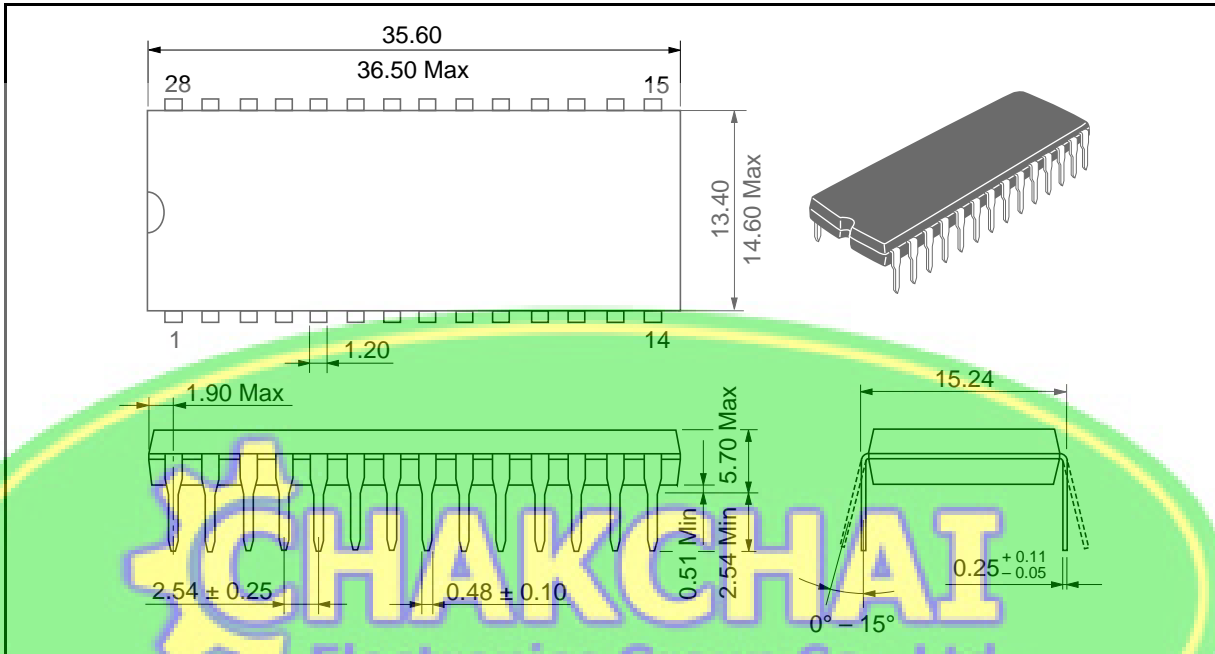 35.60
36.50 Max
28 15
13.40
14.60 Max
1 14
1.20
1.90 Max
15.24
5.70 Max
0.51 Min
2.54 Min
2.54 ± 0.25
0.48 ± 0.10
0.25 + 0.11 – 0.05
0° – 15°
CHAKCHAI